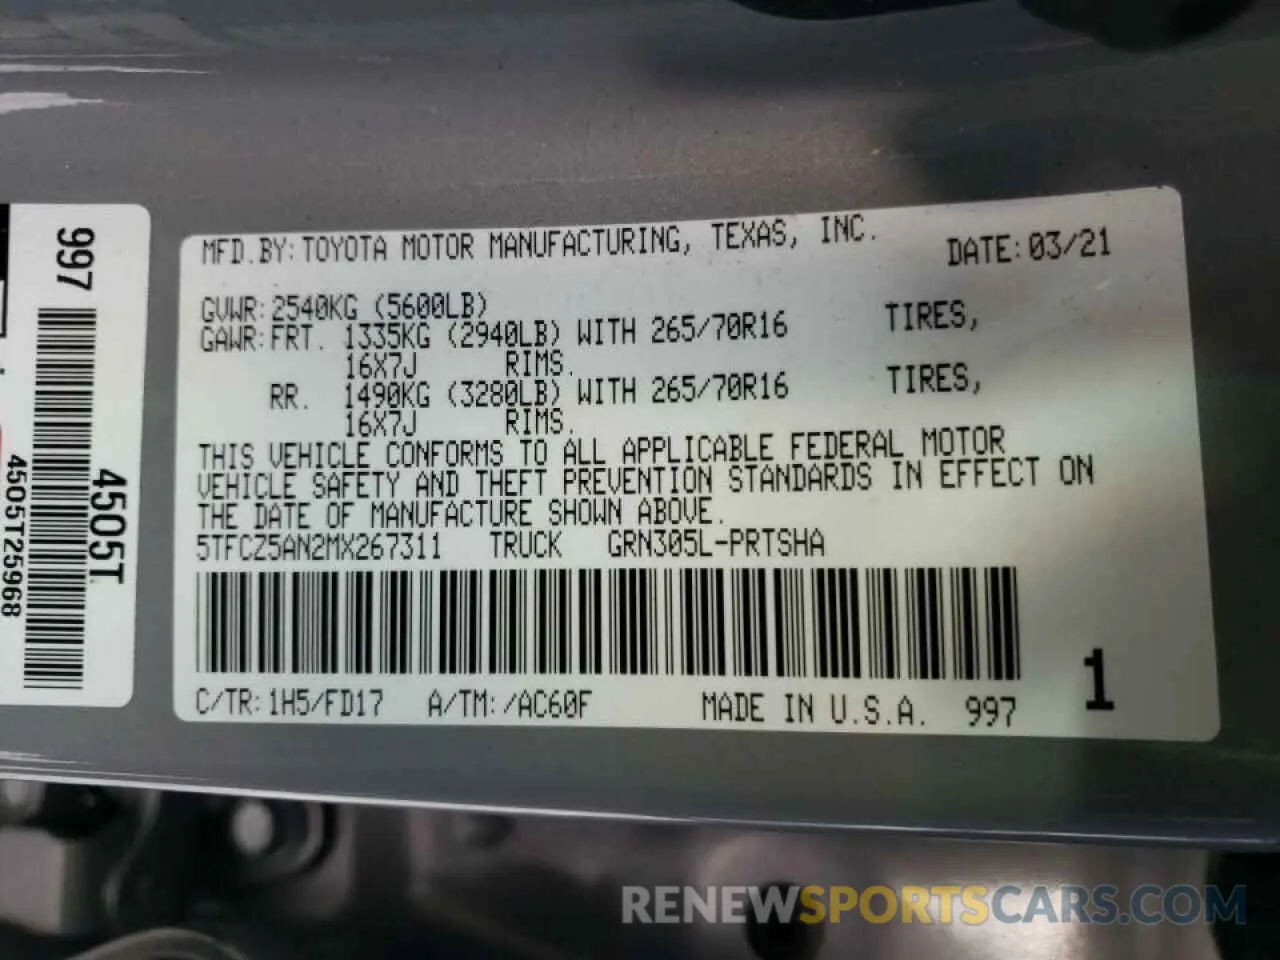 997
4505T
4505T25968
MFD.BY:TOYOTA MOTOR MANUFACTURING, TEXAS, INC.
DATE:03/21
GVWR:2540KG (5600LB)
GAWR:FRT. 1335KG (2940LB) WITH 265/70R16 TIRES,
16X7J RIMS.
RR. 1490KG (3280LB) WITH 265/70R16 TIRES,
16X7J RIMS.
THIS VEHICLE CONFORMS TO ALL APPLICABLE FEDERAL MOTOR
VEHICLE SAFETY AND THEFT PREVENTION STANDARDS IN EFFECT ON
THE DATE OF MANUFACTURE SHOWN ABOVE.
5TFCZ5AN2MX267311 TRUCK GRN305L-PRTSHA
C/TR:1H5/FD17 A/TM:/AC60F MADE IN U.S.A. 997
1
RENEWSPORTSCARS.COM